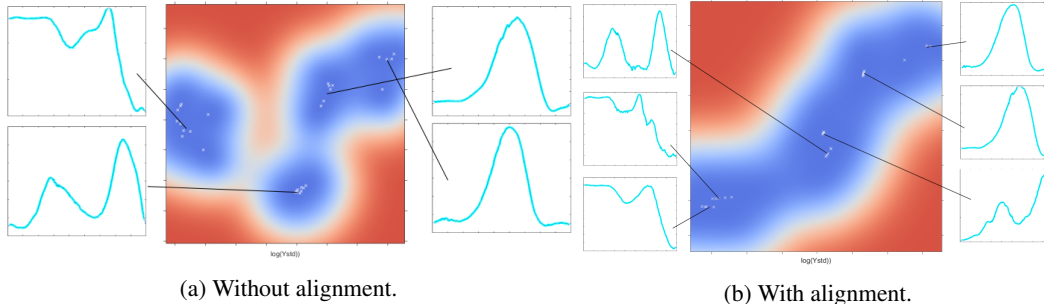 log(Ystd))
log(Ystd))
(a) Without alignment.
(b) With alignment.